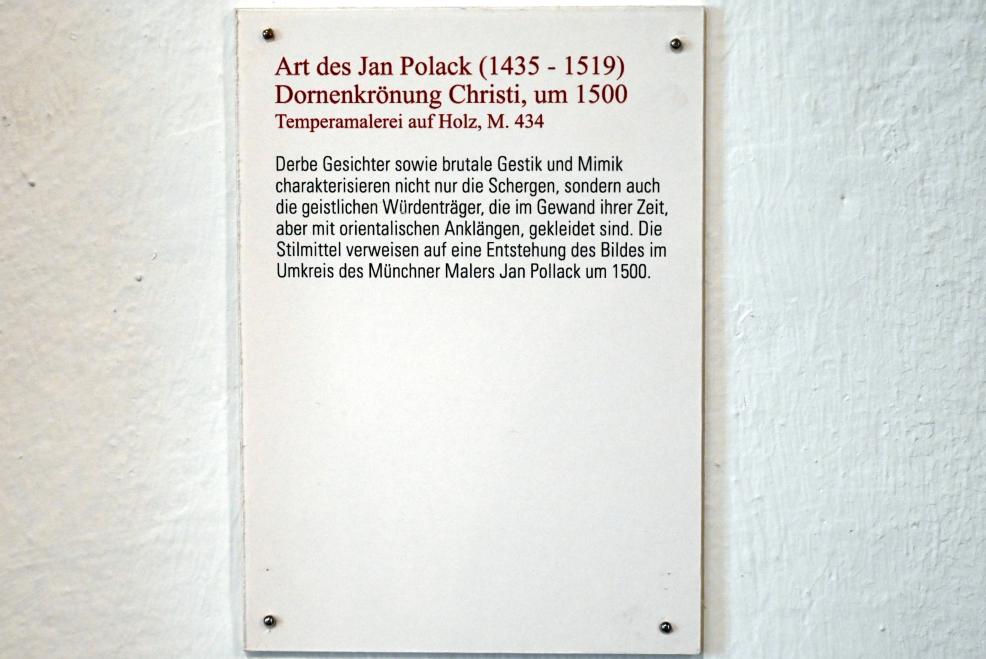 Art des Jan Polack (1435 - 1519)
Dornenkrönung Christi, um 1500
Temperamalerei auf Holz, M. 434
Derbe Gesichter sowie brutale Gestik und Mimik
charakterisieren nicht nur die Schergen, sondern auch
die geistlichen Würdenträger, die im Gewand ihrer Zeit,
aber mit orientalischen Anklängen, gekleidet sind. Die
Stilmittel verweisen auf eine Entstehung des Bildes im
Umkreis des Münchner Malers Jan Pollack um 1500.